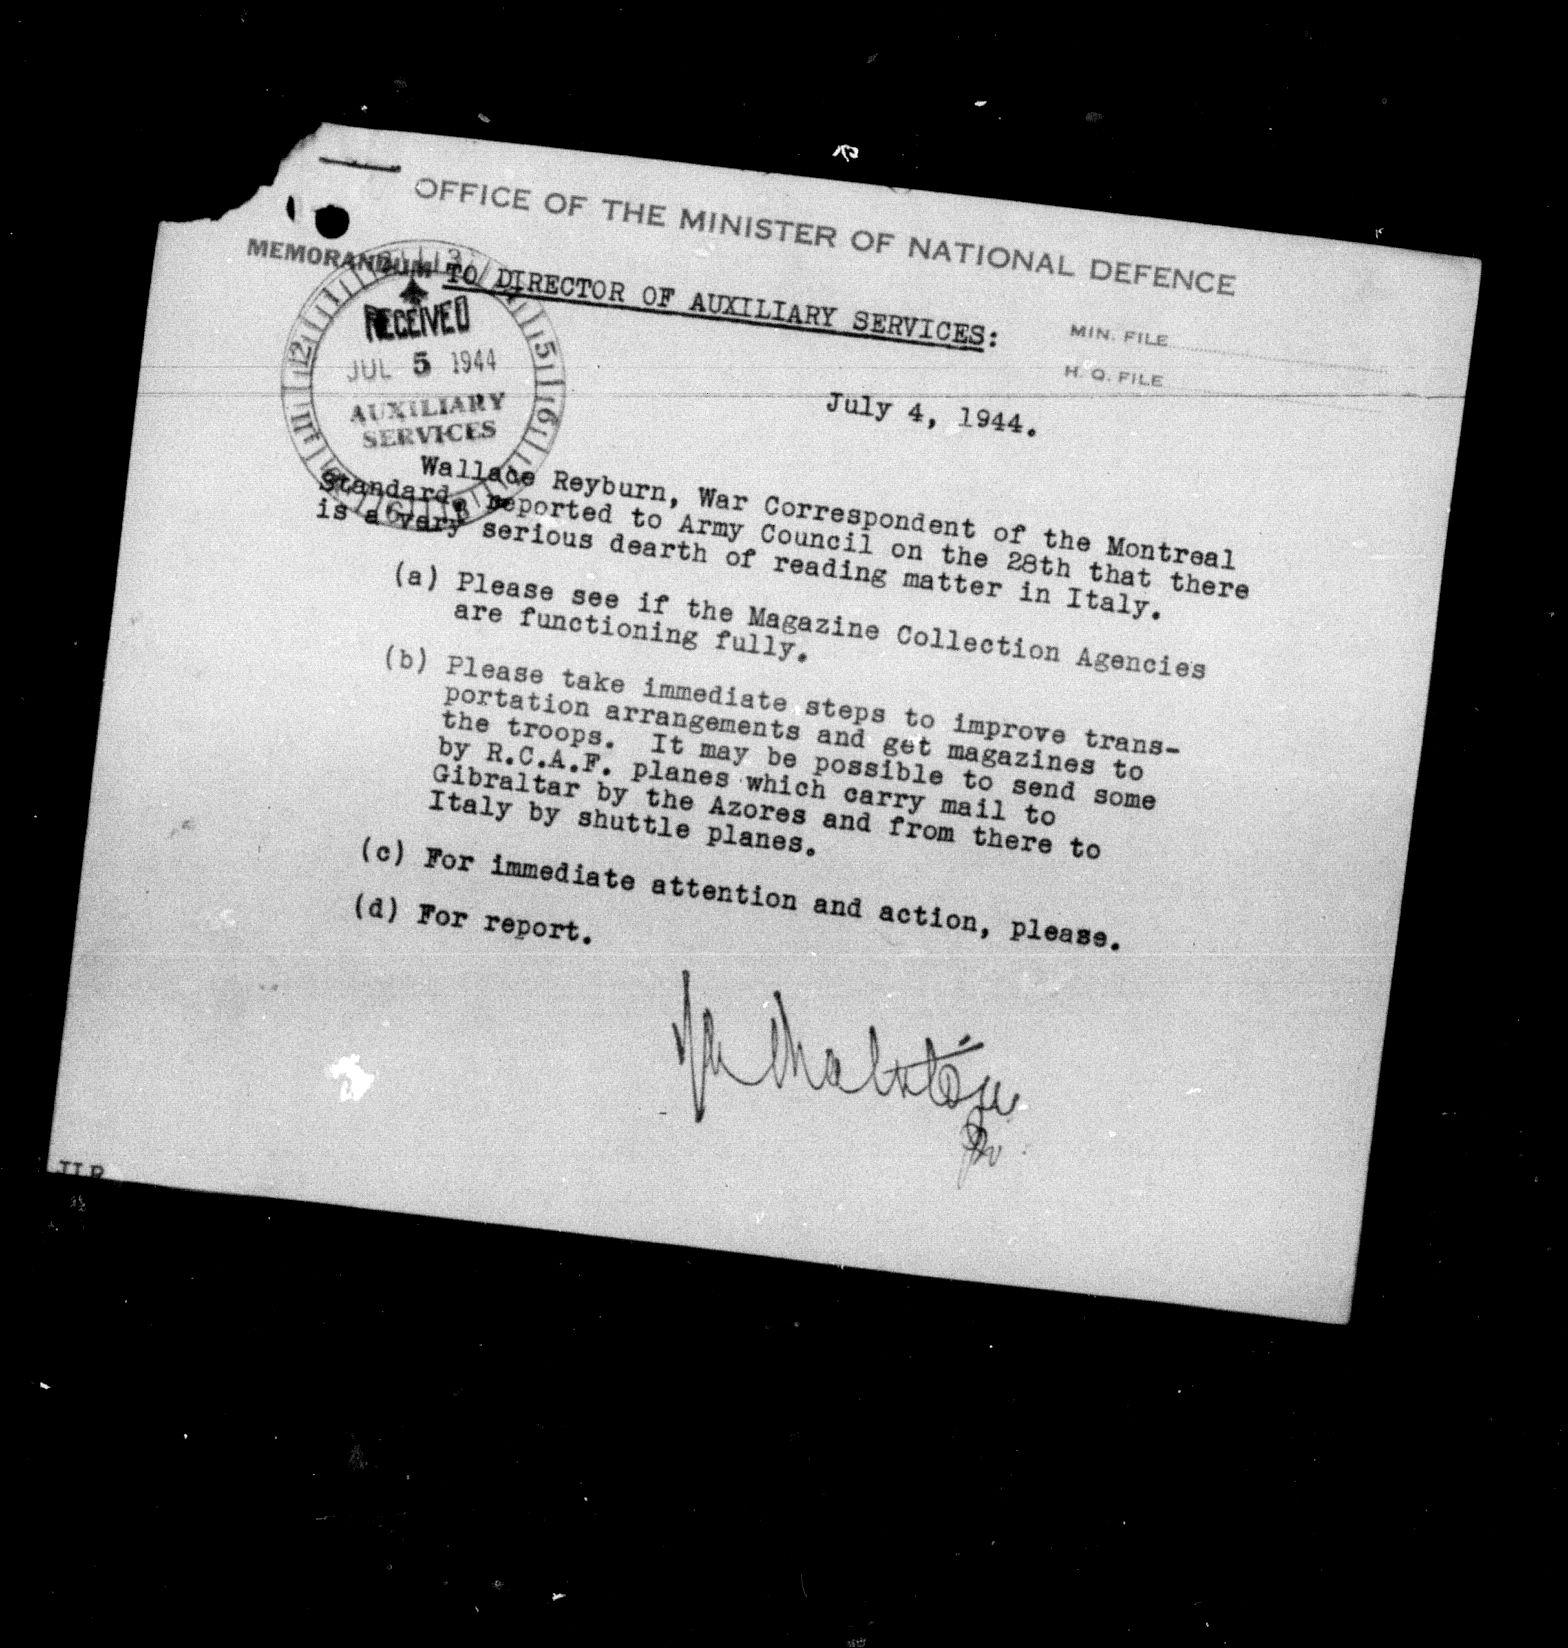 OFFICE OF THE MINISTER OF NATIONAL DEFENCE
MEMORANDUM TO DIRECTOR OF AUXILIARY SERVICES:
MIN. FILE
H. Q. FILE
RECEIVED
JUL 5 1944
AUXILIARY
SERVICES
July 4, 1944.
Wallace Reyburn, War Correspondent of the Montreal
Standard, reported to Army Council on the 28th that there
is a very serious dearth of reading matter in Italy.
(a) Please see if the Magazine Collection Agencies
are functioning fully.
(b) Please take immediate steps to improve trans-
portation arrangements and get magazines to
the troops. It may be possible to send some
by R.C.A.F. planes which carry mail to
Gibraltar by the Azores and from there to
Italy by shuttle planes.
(c) For immediate attention and action, please.
(d) For report.